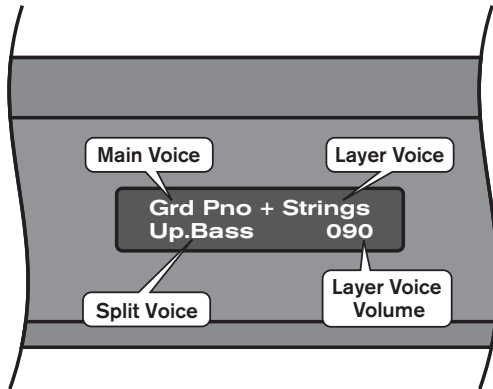 Main Voice
Layer Voice
Grd Pno + Strings
Up.Bass 090
Split Voice
Layer Voice
Volume